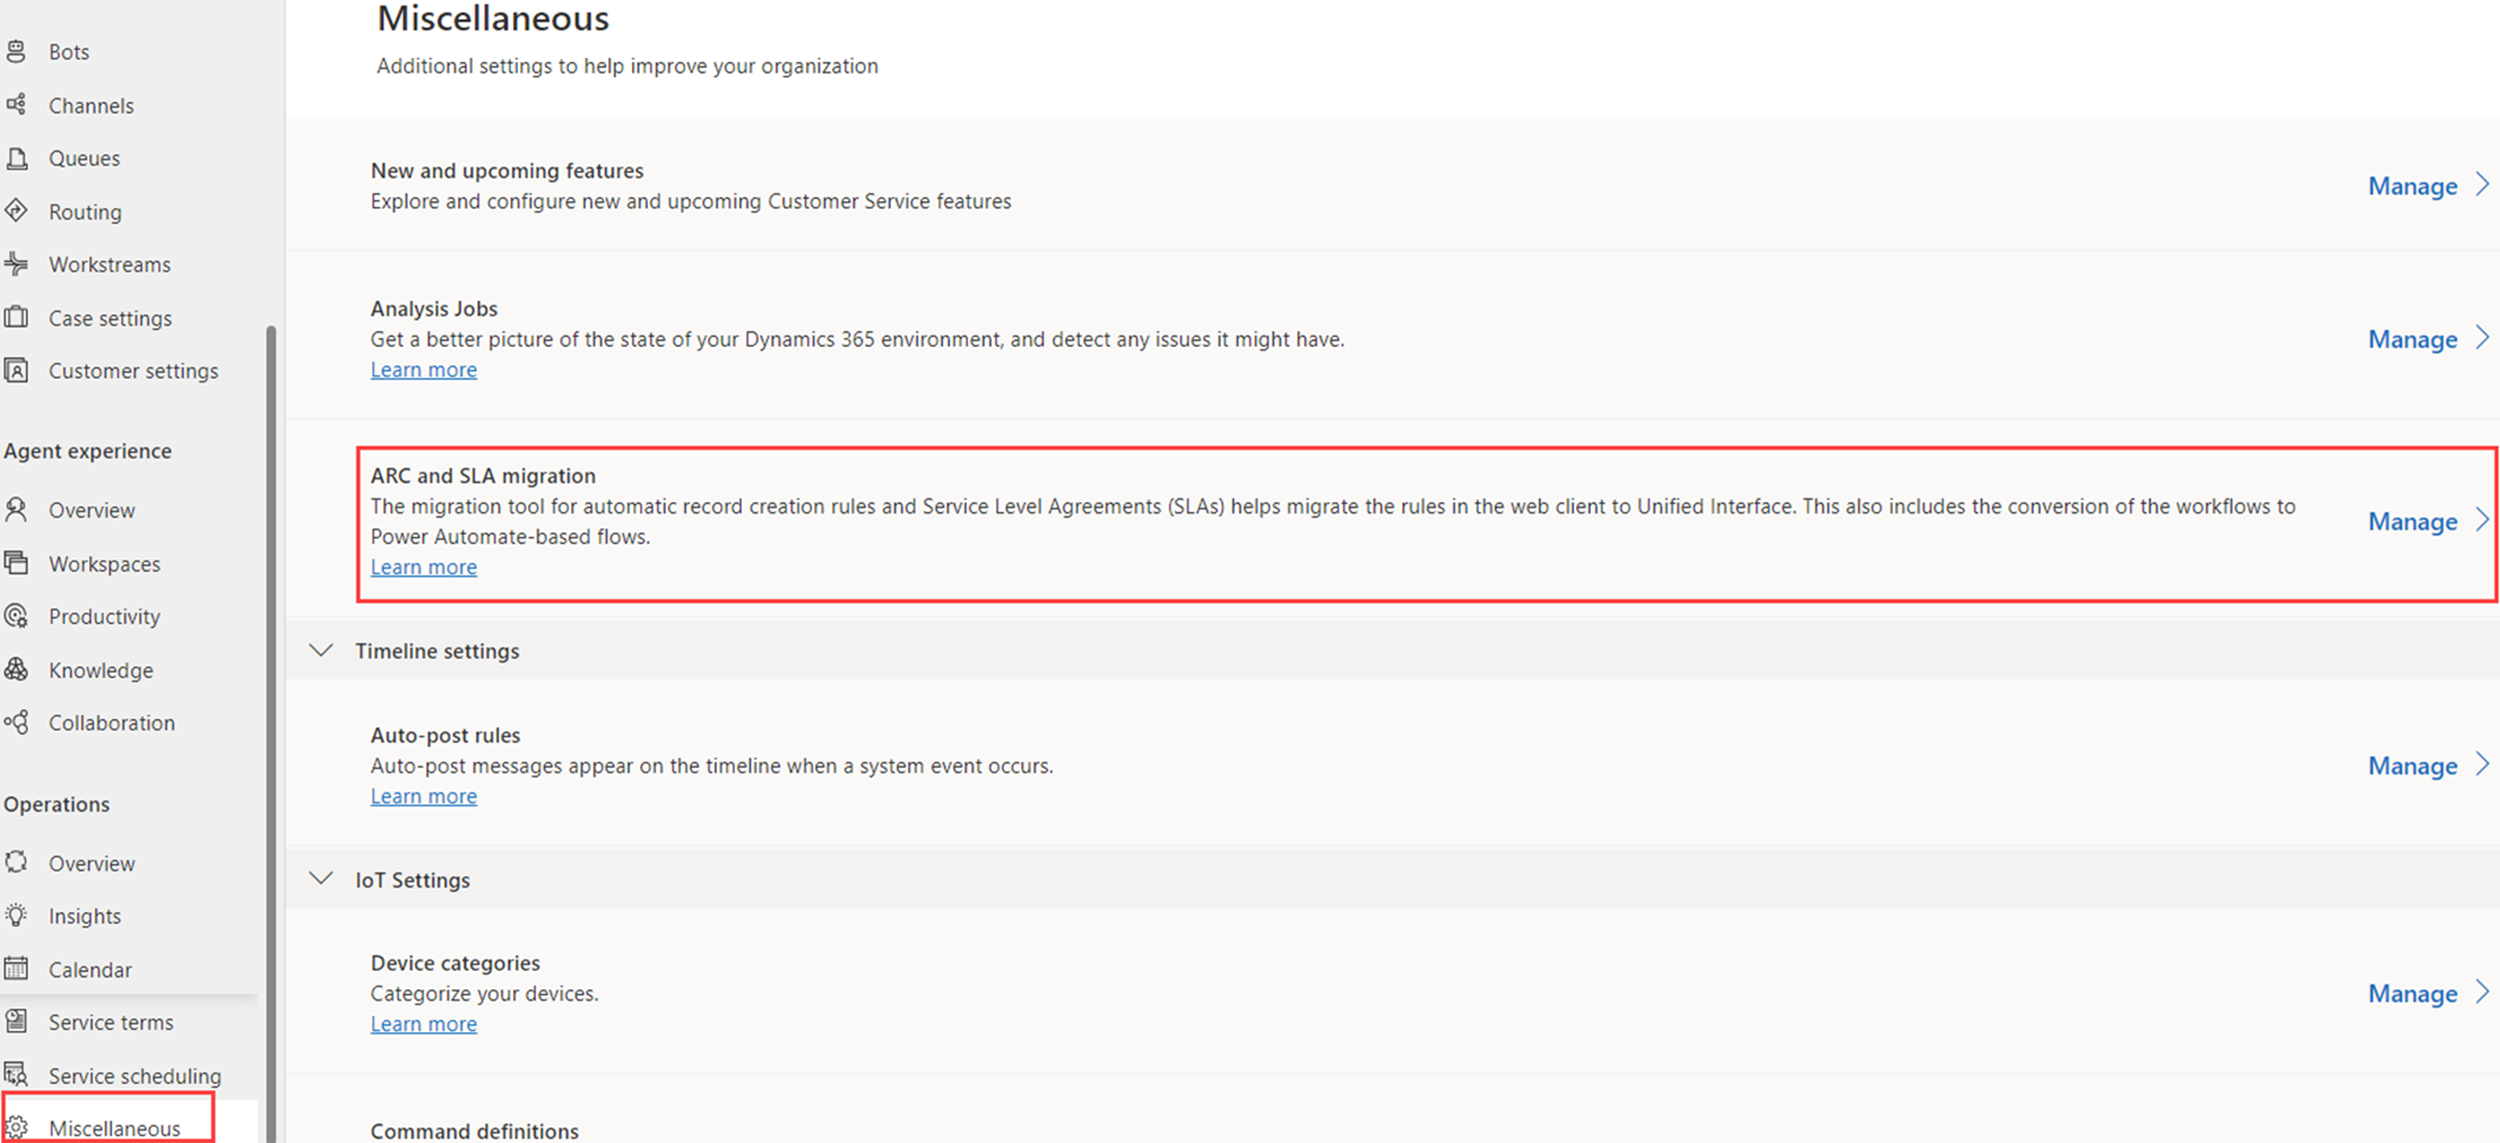 Bots
Channels
Queues
Routing
Workstreams
Case settings
Customer settings
Agent experience
Overview
Workspaces
Productivity
Knowledge
Collaboration
Operations
Overview
Insights
Calendar
Service terms
Service scheduling
Miscellaneous
Miscellaneous
Additional settings to help improve your organization
New and upcoming features
Explore and configure new and upcoming Customer Service features
Manage
Analysis Jobs
Get a better picture of the state of your Dynamics 365 environment, and detect any issues it might have.
Learn more
Manage
ARC and SLA migration
The migration tool for automatic record creation rules and Service Level Agreements (SLAs) helps migrate the rules in the web client to Unified Interface. This also includes the conversion of the workflows to
Power Automate-based flows.
Learn more
Manage
Timeline settings
Auto-post rules
Auto-post messages appear on the timeline when a system event occurs.
Learn more
Manage
IoT Settings
Device categories
Categorize your devices.
Learn more
Manage
Command definitions